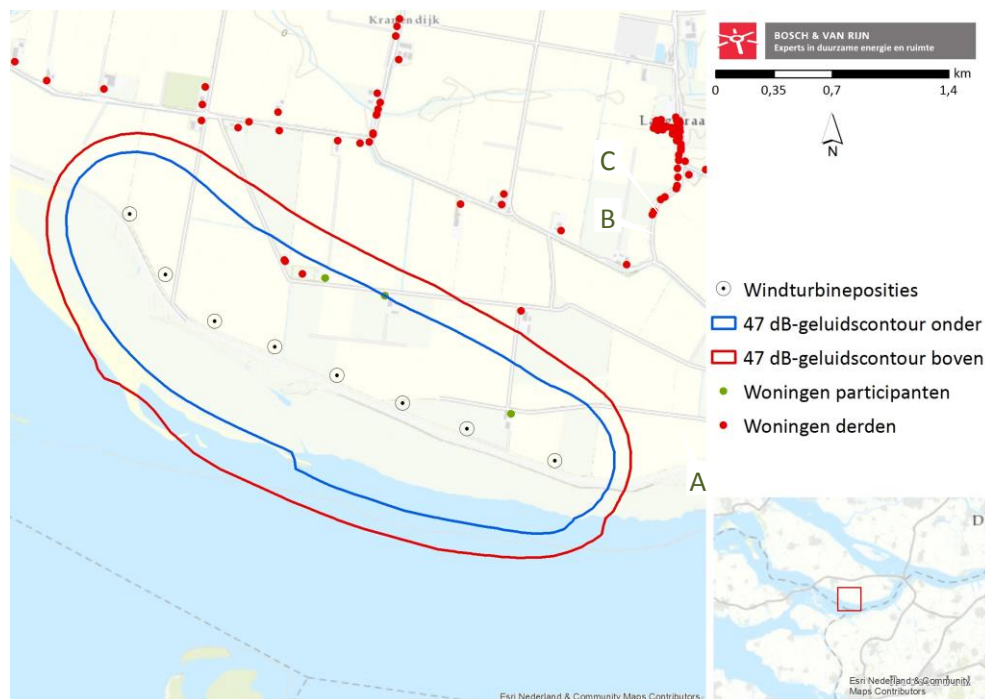 Kranendijk
BOSCH & VAN RIJN
Experts in duurzame energie en ruimte
km
0 0,35 0,7 1,4
N
C
B
A
Windturbineposities
47 dB-geluidscontour onder
47 dB-geluidscontour boven
Woningen participanten
Woningen derden
D
Esri Nederland & Community Maps Contributors
Esri Nederland & Community
Maps Contributors